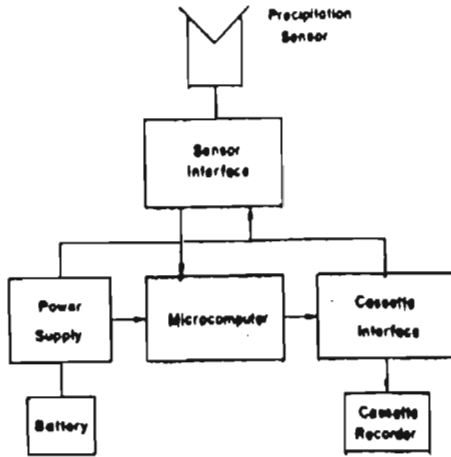 Precipitation
Sensor
Sensor
Interface
Power
Supply
Microcomputer
Cassette
Interface
Battery
Cassette
Recorder